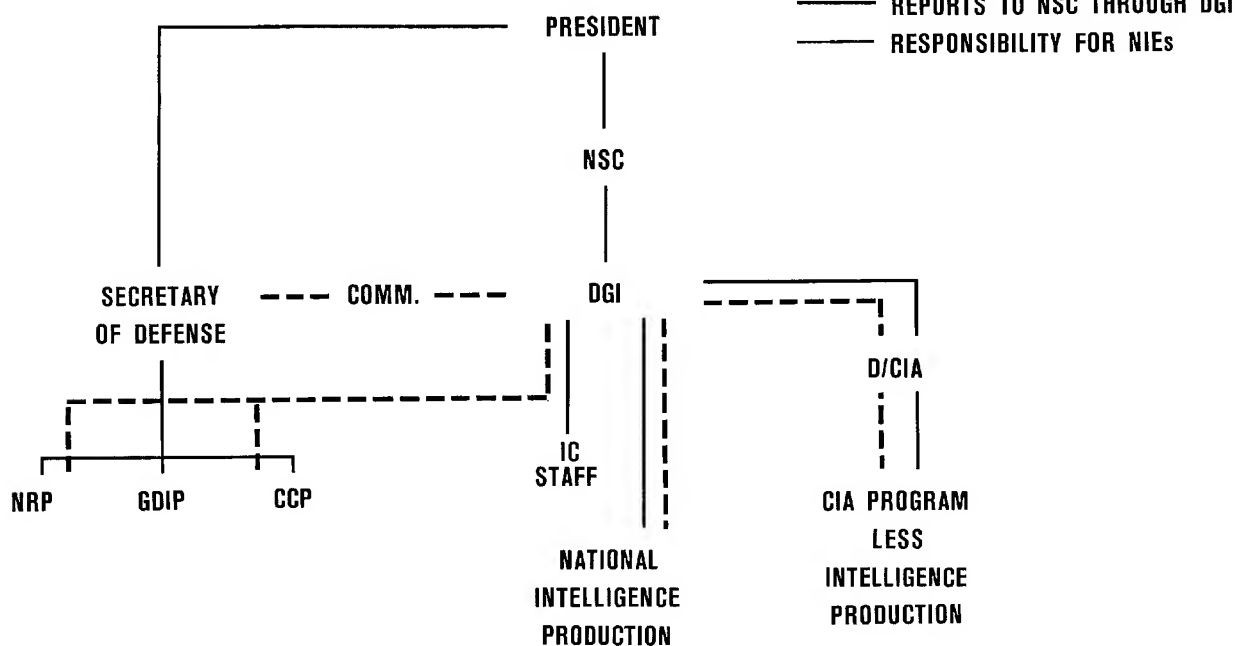 REPORTS TO NSC THROUGH DGI
RESPONSIBILITY FOR NIEs
PRESIDENT
NSC
SECRETARY
OF DEFENSE
COMM.
DGI
D/CIA
IC
STAFF
NRP
GDIP
CCP
NATIONAL
INTELLIGENCE
PRODUCTION
CIA PROGRAM
LESS
INTELLIGENCE
PRODUCTION